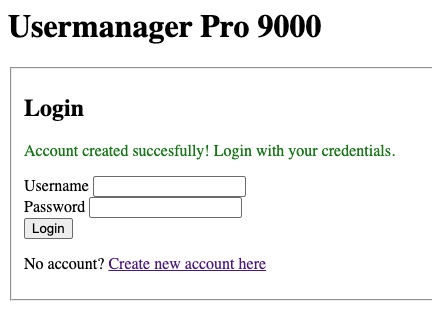 Usermanager Pro 9000
Login
Account created succesfully! Login with your credentials.
Username
Password
Login
No account? Create new account here